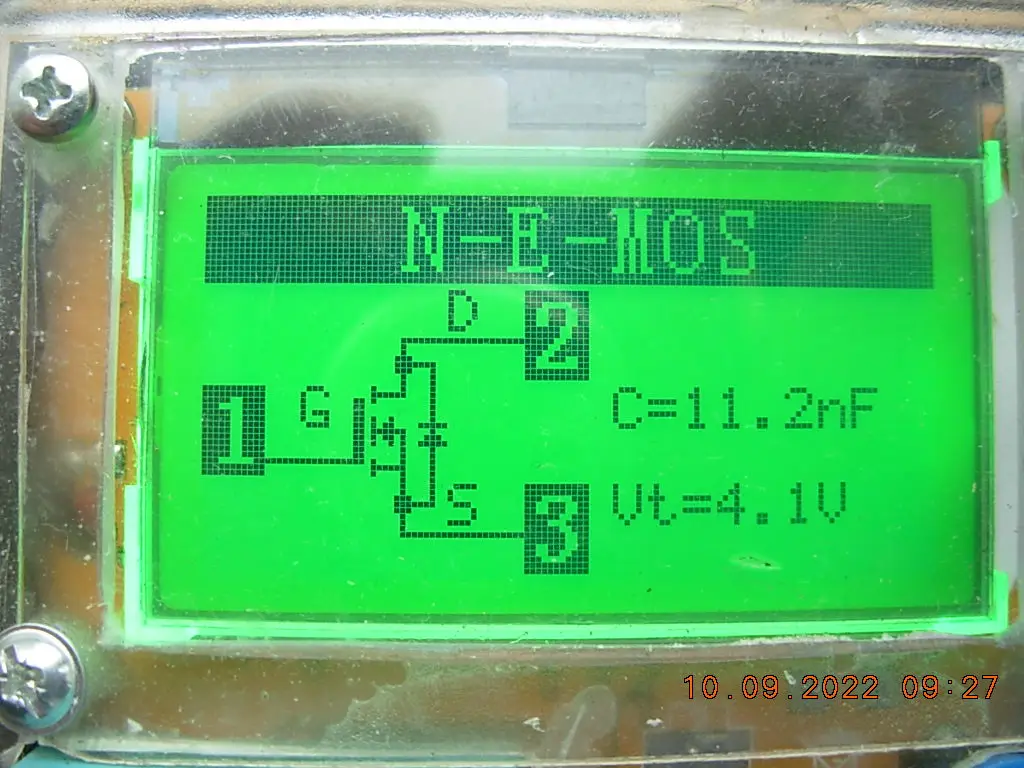 N-E-MOS
D 2
1 G C=11.2nF
S 3 Vt=4.1V
10.09.2022 09:27